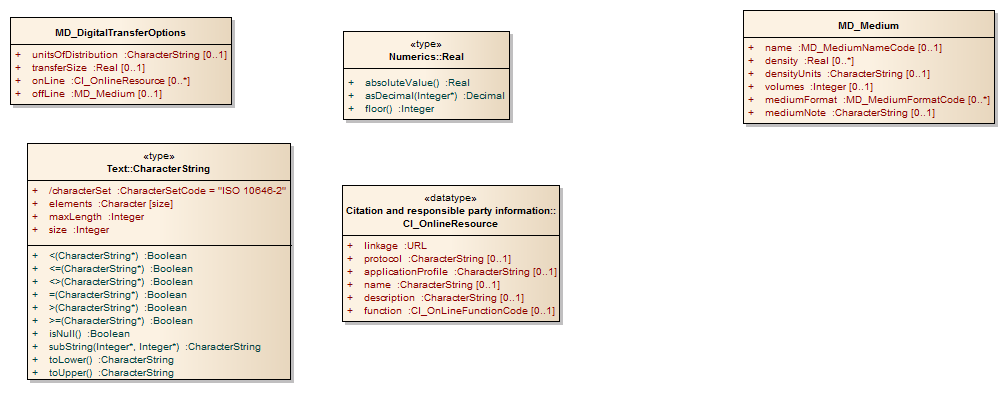 MD_DigitalTransferOptions
+ unitsOfDistribution :CharacterString [0..1]
+ transferSize :Real [0..1]
+ onLine :CI_OnlineResource [0..*]
+ offLine :MD_Medium [0..1]
«type»
Numerics::Real
+ absoluteValue() :Real
+ asDecimal(Integer*) :Decimal
+ floor() :Integer
MD_Medium
+ name :MD_MediumNameCode [0..1]
+ density :Real [0..*]
+ densityUnits :CharacterString [0..1]
+ volumes :Integer [0..1]
+ mediumFormat :MD_MediumFormatCode [0..*]
+ mediumNote :CharacterString [0..1]
«type»
Text::CharacterString
+ /characterSet :CharacterSetCode = "ISO 10646-2"
+ elements :Character [size]
+ maxLength :Integer
+ size :Integer
+ <(CharacterString*) :Boolean
+ <=(CharacterString*) :Boolean
+ <>(CharacterString*) :Boolean
+ =(CharacterString*) :Boolean
+ >(CharacterString*) :Boolean
+ >=(CharacterString*) :Boolean
+ isNull() :Boolean
+ subString(Integer*, Integer*) :CharacterString
+ toLower() :CharacterString
+ toUpper() :CharacterString
«datatype»
Citation and responsible party information::
CI_OnlineResource
+ linkage :URL
+ protocol :CharacterString [0..1]
+ applicationProfile :CharacterString [0..1]
+ name :CharacterString [0..1]
+ description :CharacterString [0..1]
+ function :CI_OnLineFunctionCode [0..1]